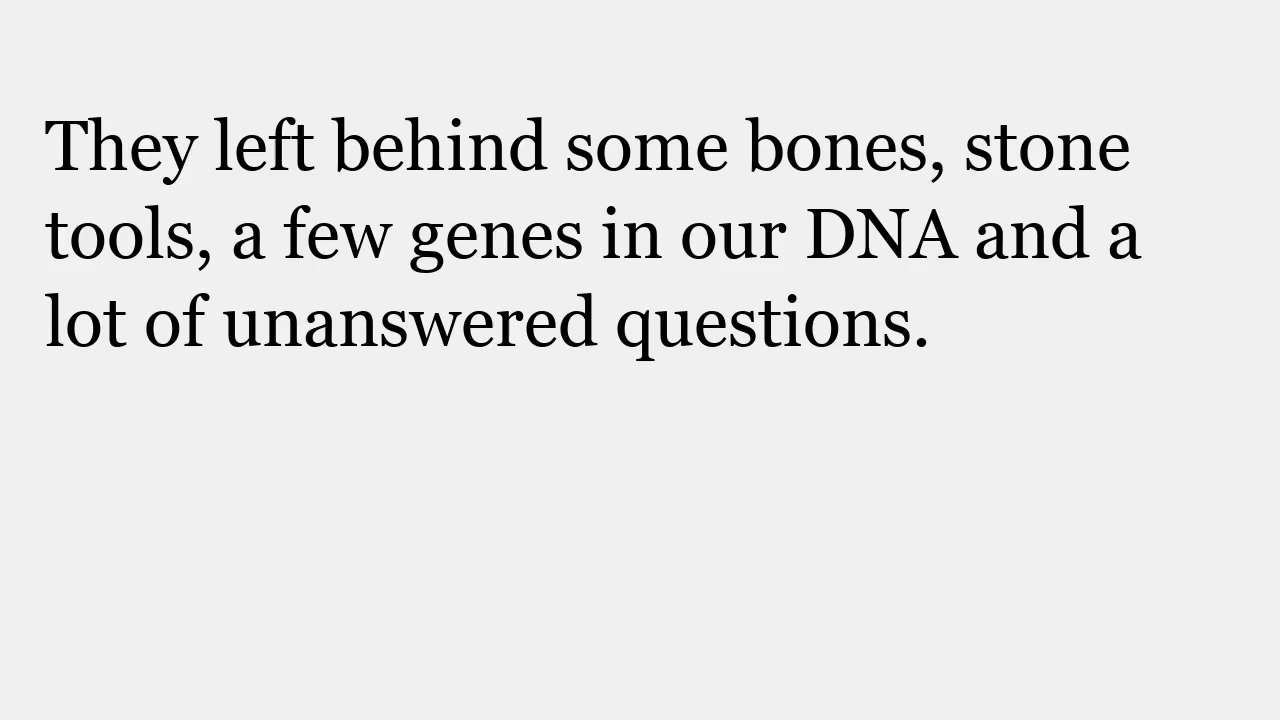 They left behind some bones, stone
tools, a few genes in our DNA and a
lot of unanswered questions.